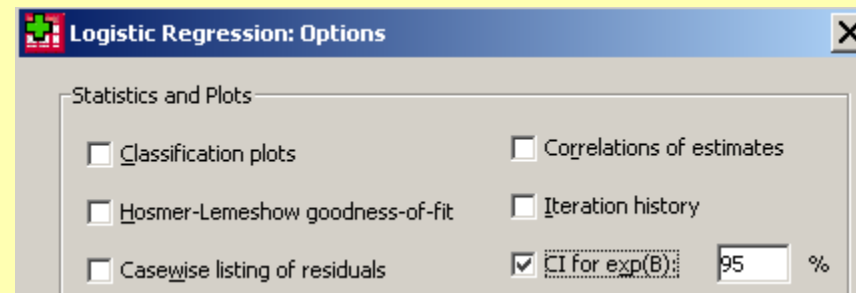 Logistic Regression: Options
Statistics and Plots
Classification plots
Correlations of estimates
Hosmer-Lemeshow goodness-of-fit
Iteration history
Casewise listing of residuals
CI for exp(B): 95 %